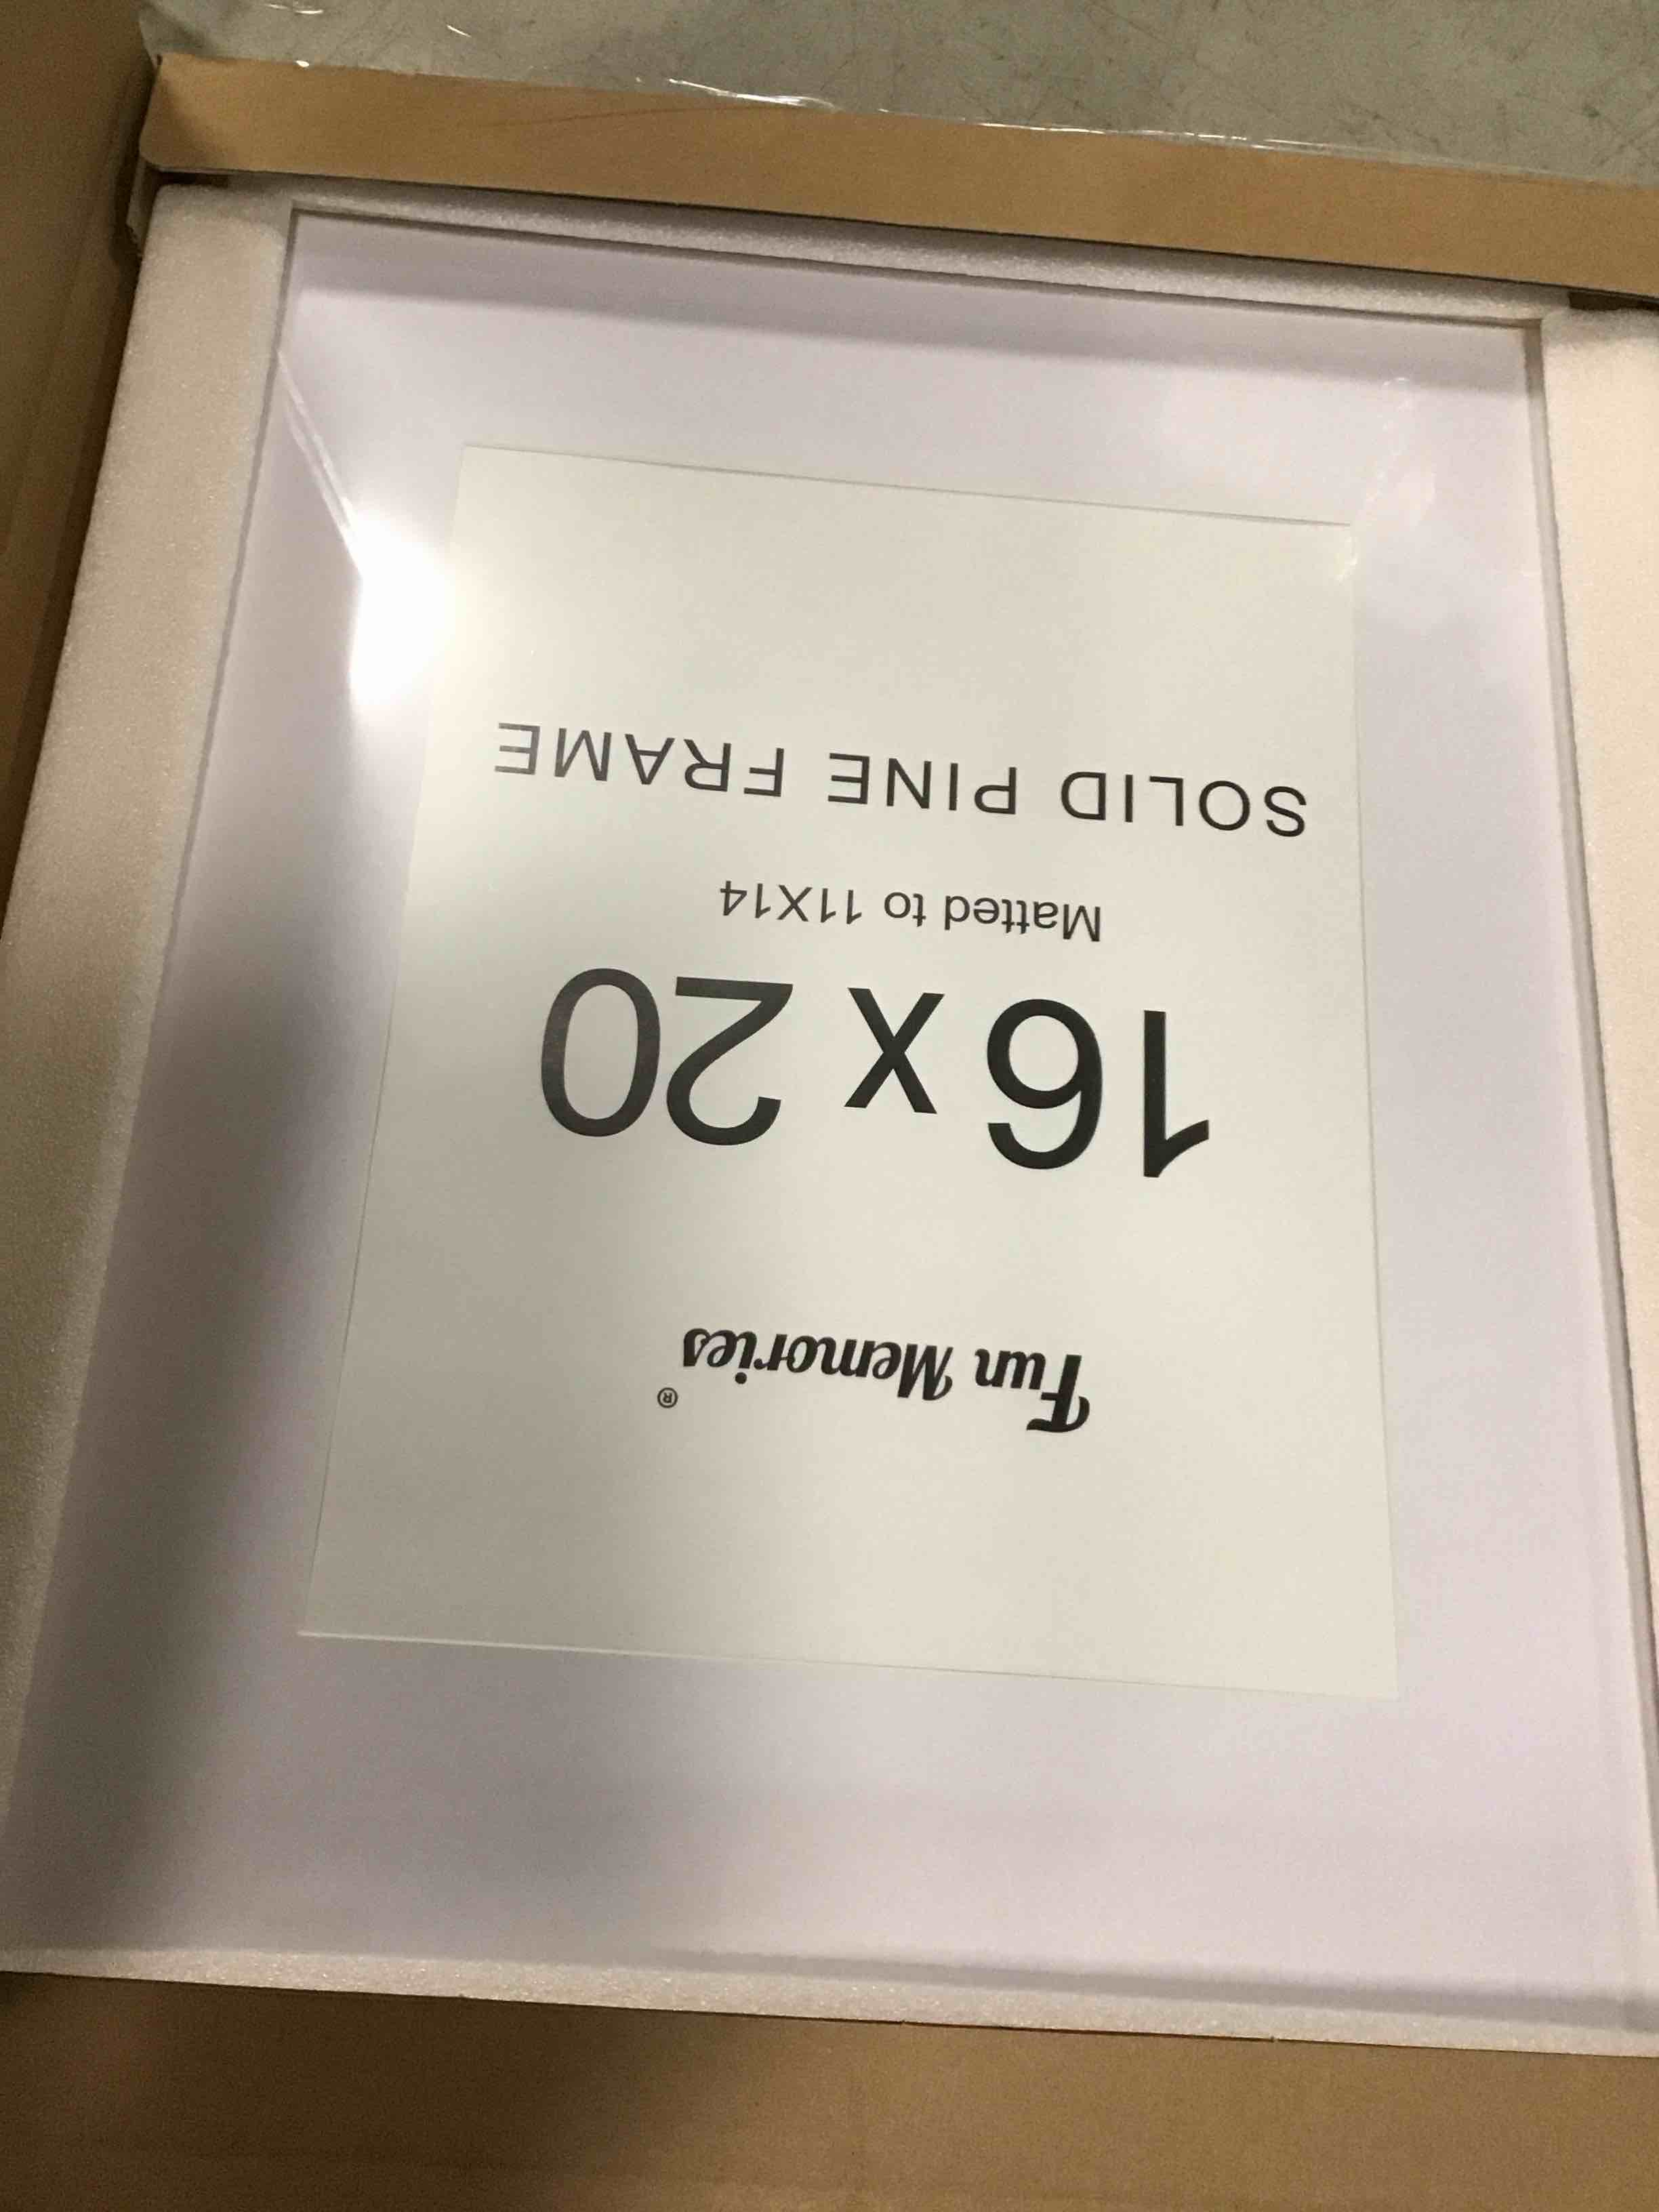 Fun Memories®
16 x 20
Matted to 11X14
SOLID PINE FRAME